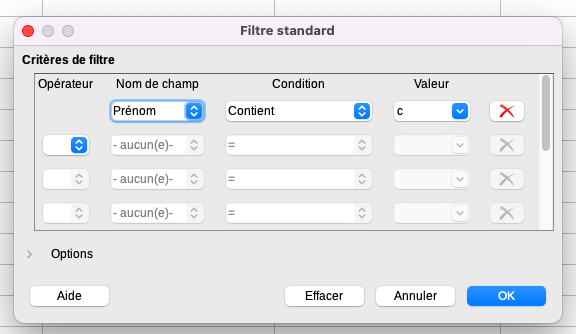 Filtre standard
Critères de filtre
Opérateur Nom de champ Condition Valeur
Prénom Contient c
- aucun(e)- =
- aucun(e)- =
- aucun(e)- =
Options
Aide Effacer Annuler OK